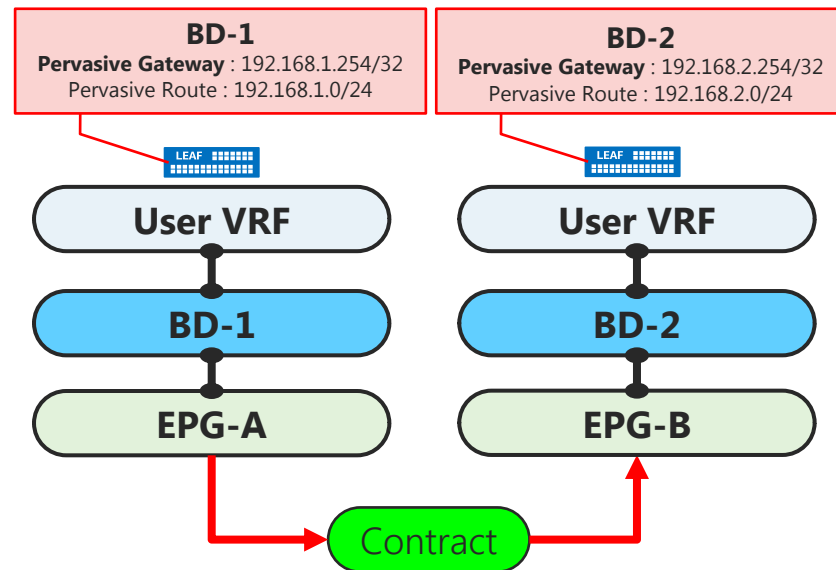 BD-1
Pervasive Gateway : 192.168.1.254/32
Pervasive Route : 192.168.1.0/24
BD-2
Pervasive Gateway : 192.168.2.254/32
Pervasive Route : 192.168.2.0/24
LEAF
LEAF
User VRF
User VRF
BD-1
BD-2
EPG-A
EPG-B
Contract